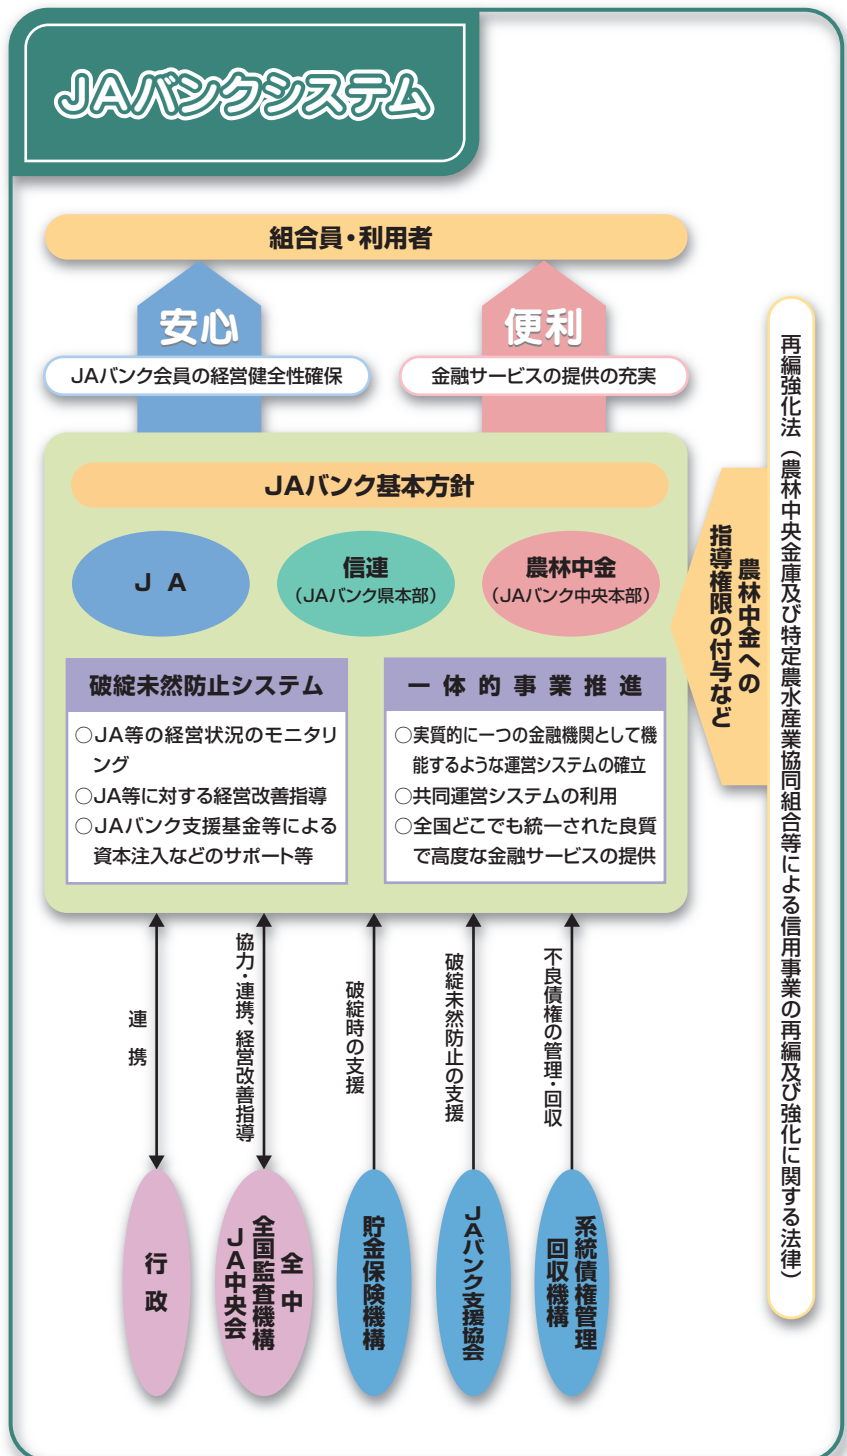 JAバンクシステム
組合員・利用者
安心
便利
JAバンク会員の経営健全性確保
金融サービスの提供の充実
JAバンク基本方針
JA
信連
(JAバンク県本部)
農林中金
(JAバンク中央本部)
破綻未然防止システム
○JA等の経営状況のモニタリ
ング
○JA等に対する経営改善指導
○JAバンク支援基金等による
資本注入などのサポート等
一体的事業推進
○実質的に一つの金融機関として機
能するような運営システムの確立
○共同運営システムの利用
○全国どこでも統一された良質
で高度な金融サービスの提供
農林中金への
指導権限の付与など
再編強化法(農林中央金庫及び特定農水産業協同組合等による信用事業の再編及び強化に関する法律)
連携
協力・連携、経営改善指導
破綻時の支援
破綻未然防止の支援
不良債権の管理・回収
行政
全中
全国監査機構
JA中央会
貯金保険機構
JAバンク支援協会
系統債権管理
回収機構